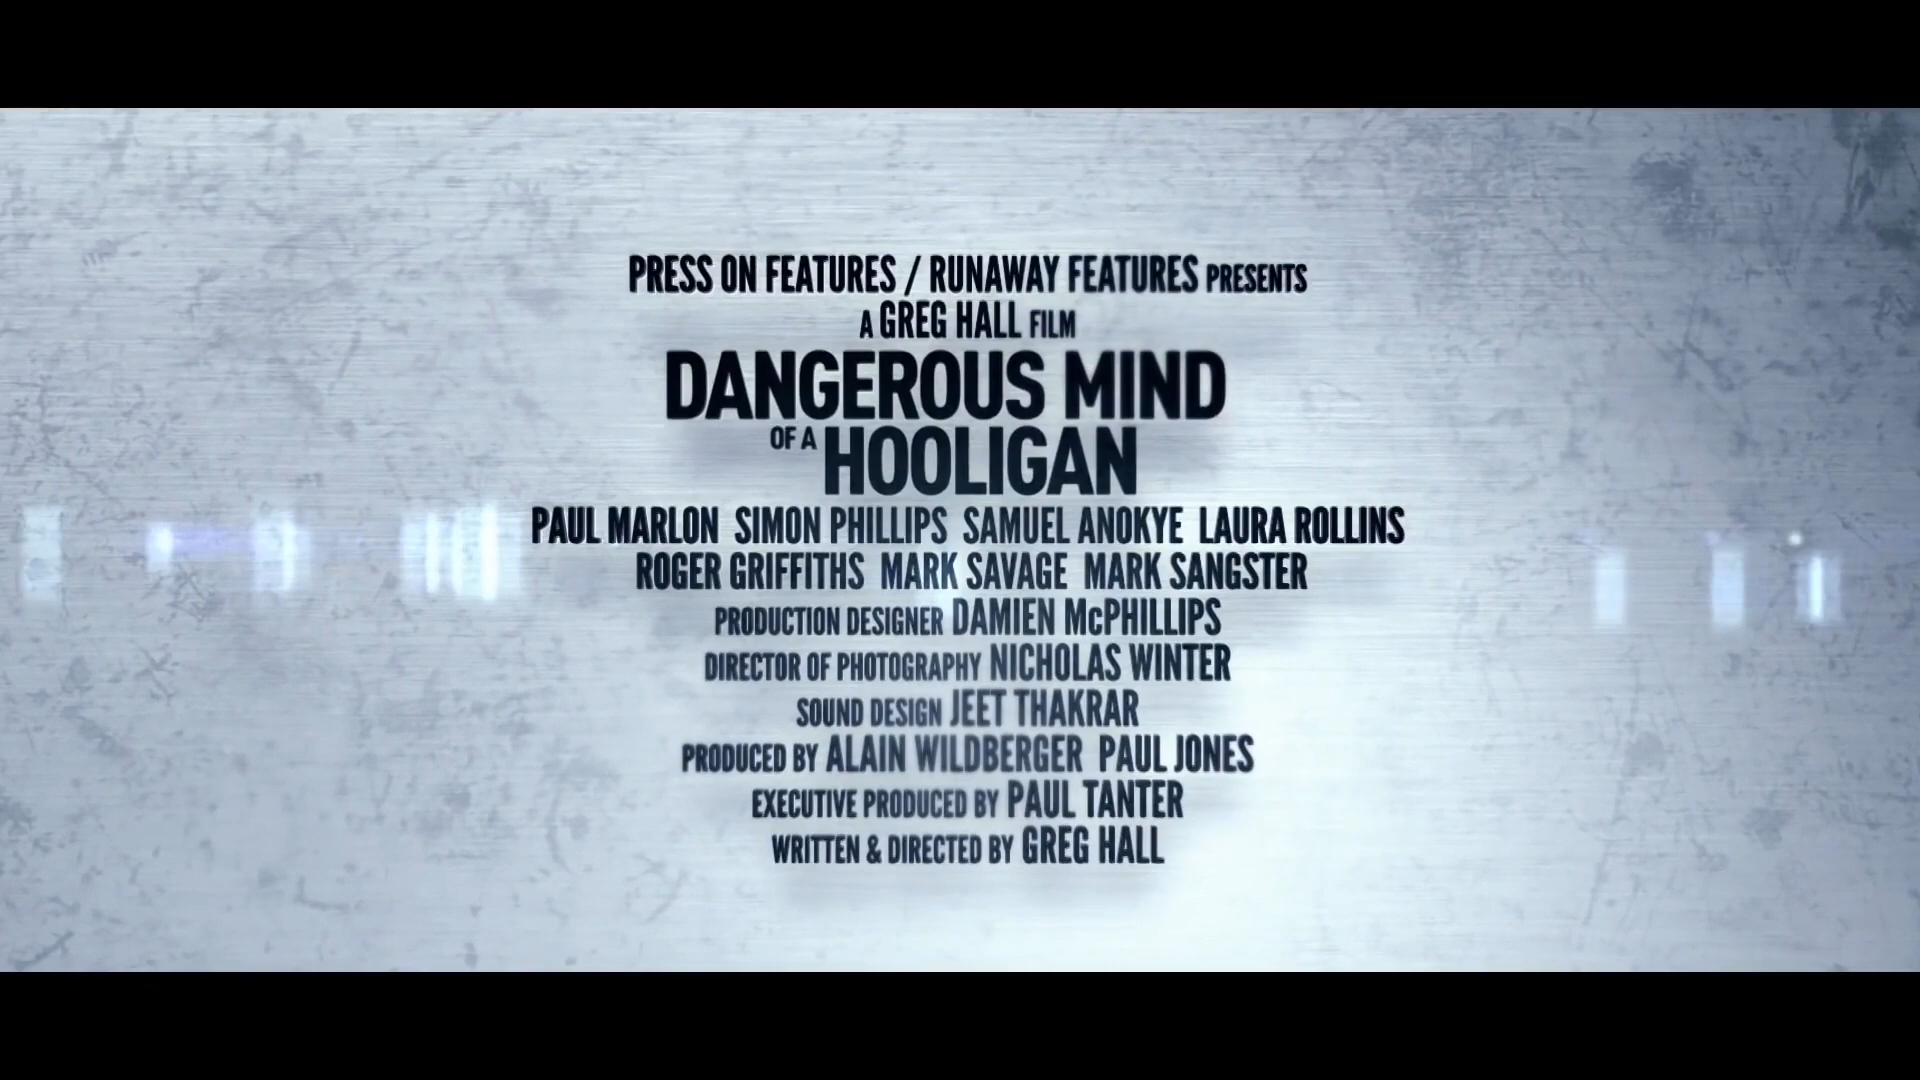 PRESS ON FEATURES / RUNAWAY FEATURES PRESENTS
A GREG HALL FILM
DANGEROUS MIND
OF A HOOLIGAN
PAUL MARLON SIMON PHILLIPS SAMUEL ANOKYE LAURA ROLLINS
ROGER GRIFFITHS MARK SAVAGE MARK SANGSTER
PRODUCTION DESIGNER DAMIEN McPHILLIPS
DIRECTOR OF PHOTOGRAPHY NICHOLAS WINTER
SOUND DESIGN JEET THAKRAR
PRODUCED BY ALAIN WILDBERGER PAUL JONES
EXECUTIVE PRODUCED BY PAUL TANTER
WRITTEN & DIRECTED BY GREG HALL